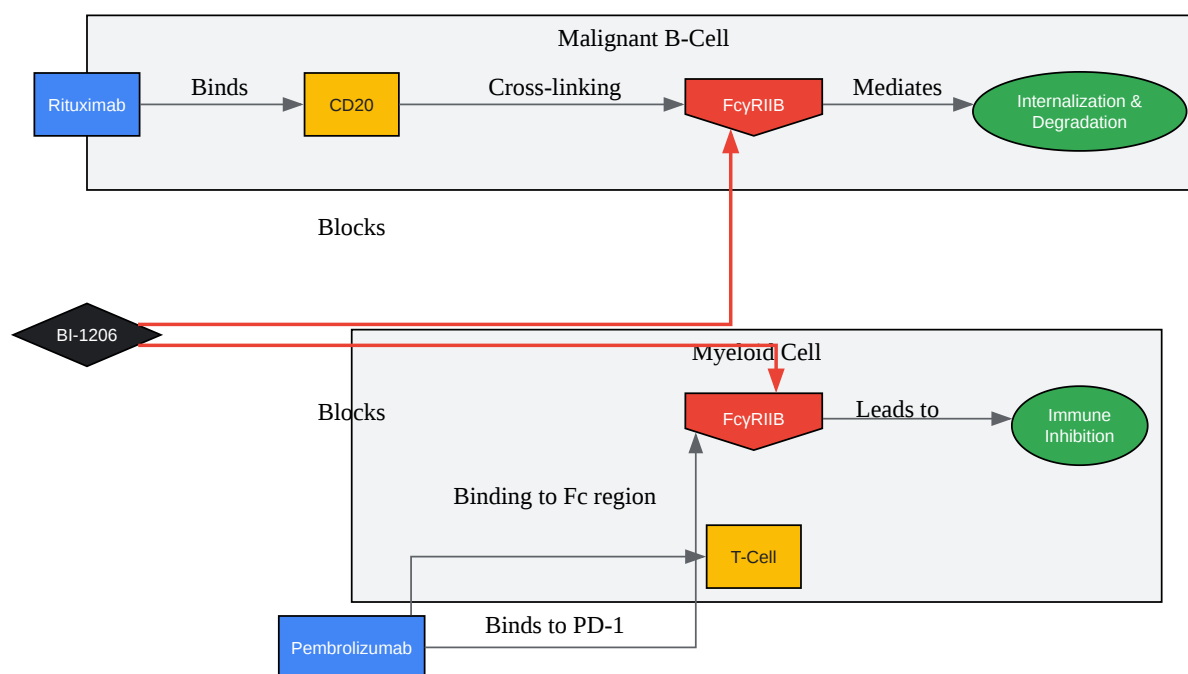 Malignant B-Cell
Rituximab
Binds
CD20
Cross-linking
FcγRIIB
Mediates
Internalization &
Degradation
Blocks
BI-1206
Myeloid Cell
Blocks
FcγRIIB
Leads to
Immune
Inhibition
Binding to Fc region
T-Cell
Binds to PD-1
Pembrolizumab